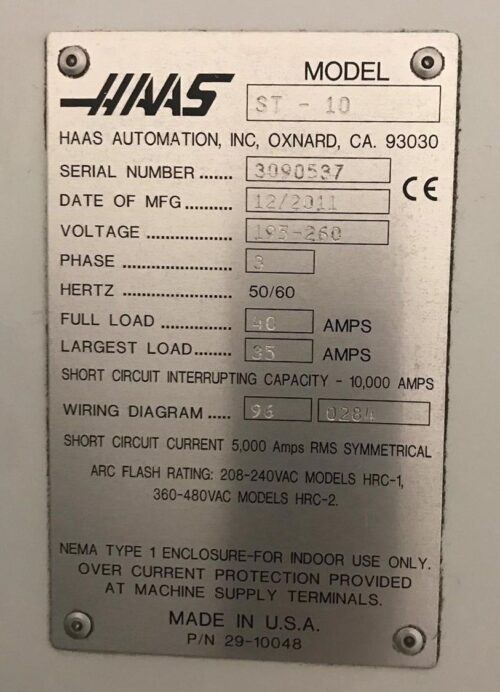 HAAS
MODEL
ST - 10
HAAS AUTOMATION, INC, OXNARD, CA. 93030
SERIAL NUMBER ....... 3090537
CE
DATE OF MFG ........... 12/2011
VOLTAGE .................. 195-260
PHASE ...................... 3
HERTZ ...................... 50/60
FULL LOAD ............... 40 AMPS
LARGEST LOAD........ 35 AMPS
SHORT CIRCUIT INTERRUPTING CAPACITY - 10,000 AMPS
WIRING DIAGRAM ..... 96 0284
SHORT CIRCUIT CURRENT 5,000 Amps RMS SYMMETRICAL
ARC FLASH RATING: 208-240VAC MODELS HRC-1,
360-480VAC MODELS HRC-2.
NEMA TYPE 1 ENCLOSURE-FOR INDOOR USE ONLY.
OVER CURRENT PROTECTION PROVIDED
AT MACHINE SUPPLY TERMINALS.
MADE IN U.S.A.
P/N 29-10048